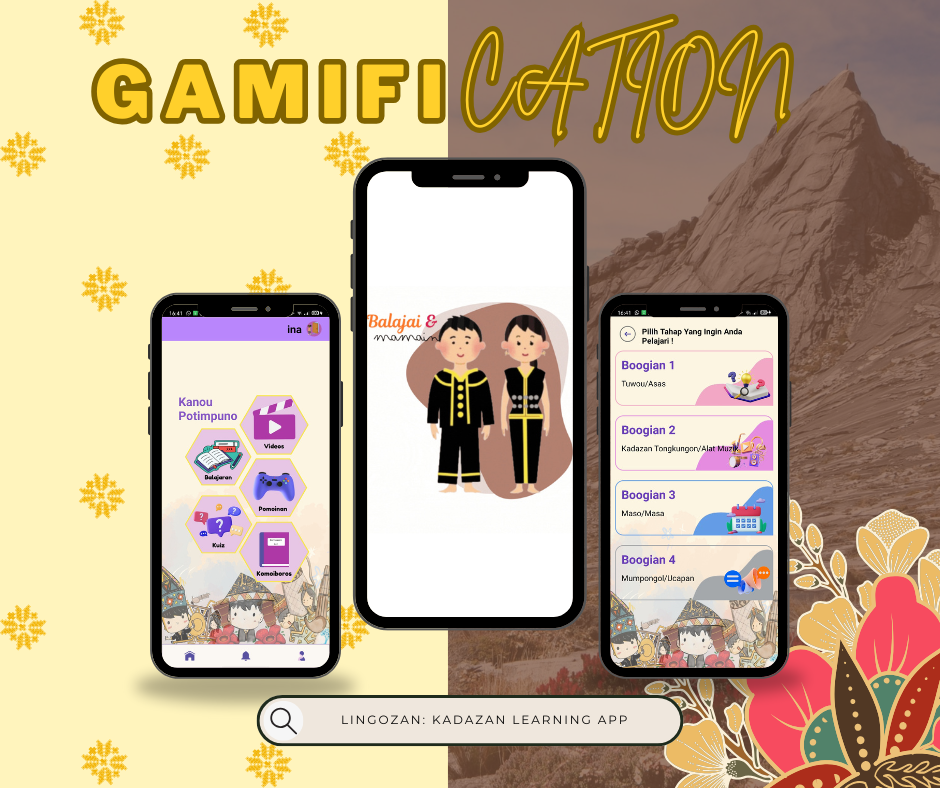 GAMIFICATION
16:41
ina
Kanou
Potimpuno
Videos
Balajaran
Pomoinan
Kuiz
Komoiboros
Balajai &
mamain
16:41
Pilih Tahap Yang Ingin Anda
Pelajari !
Boogian 1
Tuwou/Asas
Boogian 2
Kadazan Tongkungon/Alat Muzik
Boogian 3
Maso/Masa
Boogian 4
Mumpongol/Ucapan
LINGOZAN: KADAZAN LEARNING APP